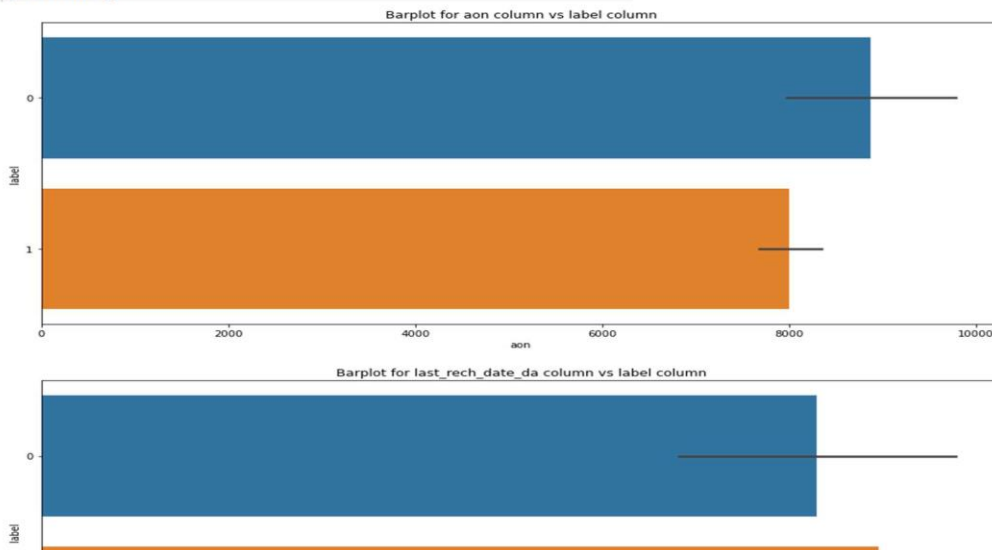 Barplot for aon column vs label column
0
label
1
0 2000 4000 6000 8000 10000
aon
Barplot for last_rech_date_da column vs label column
0
label